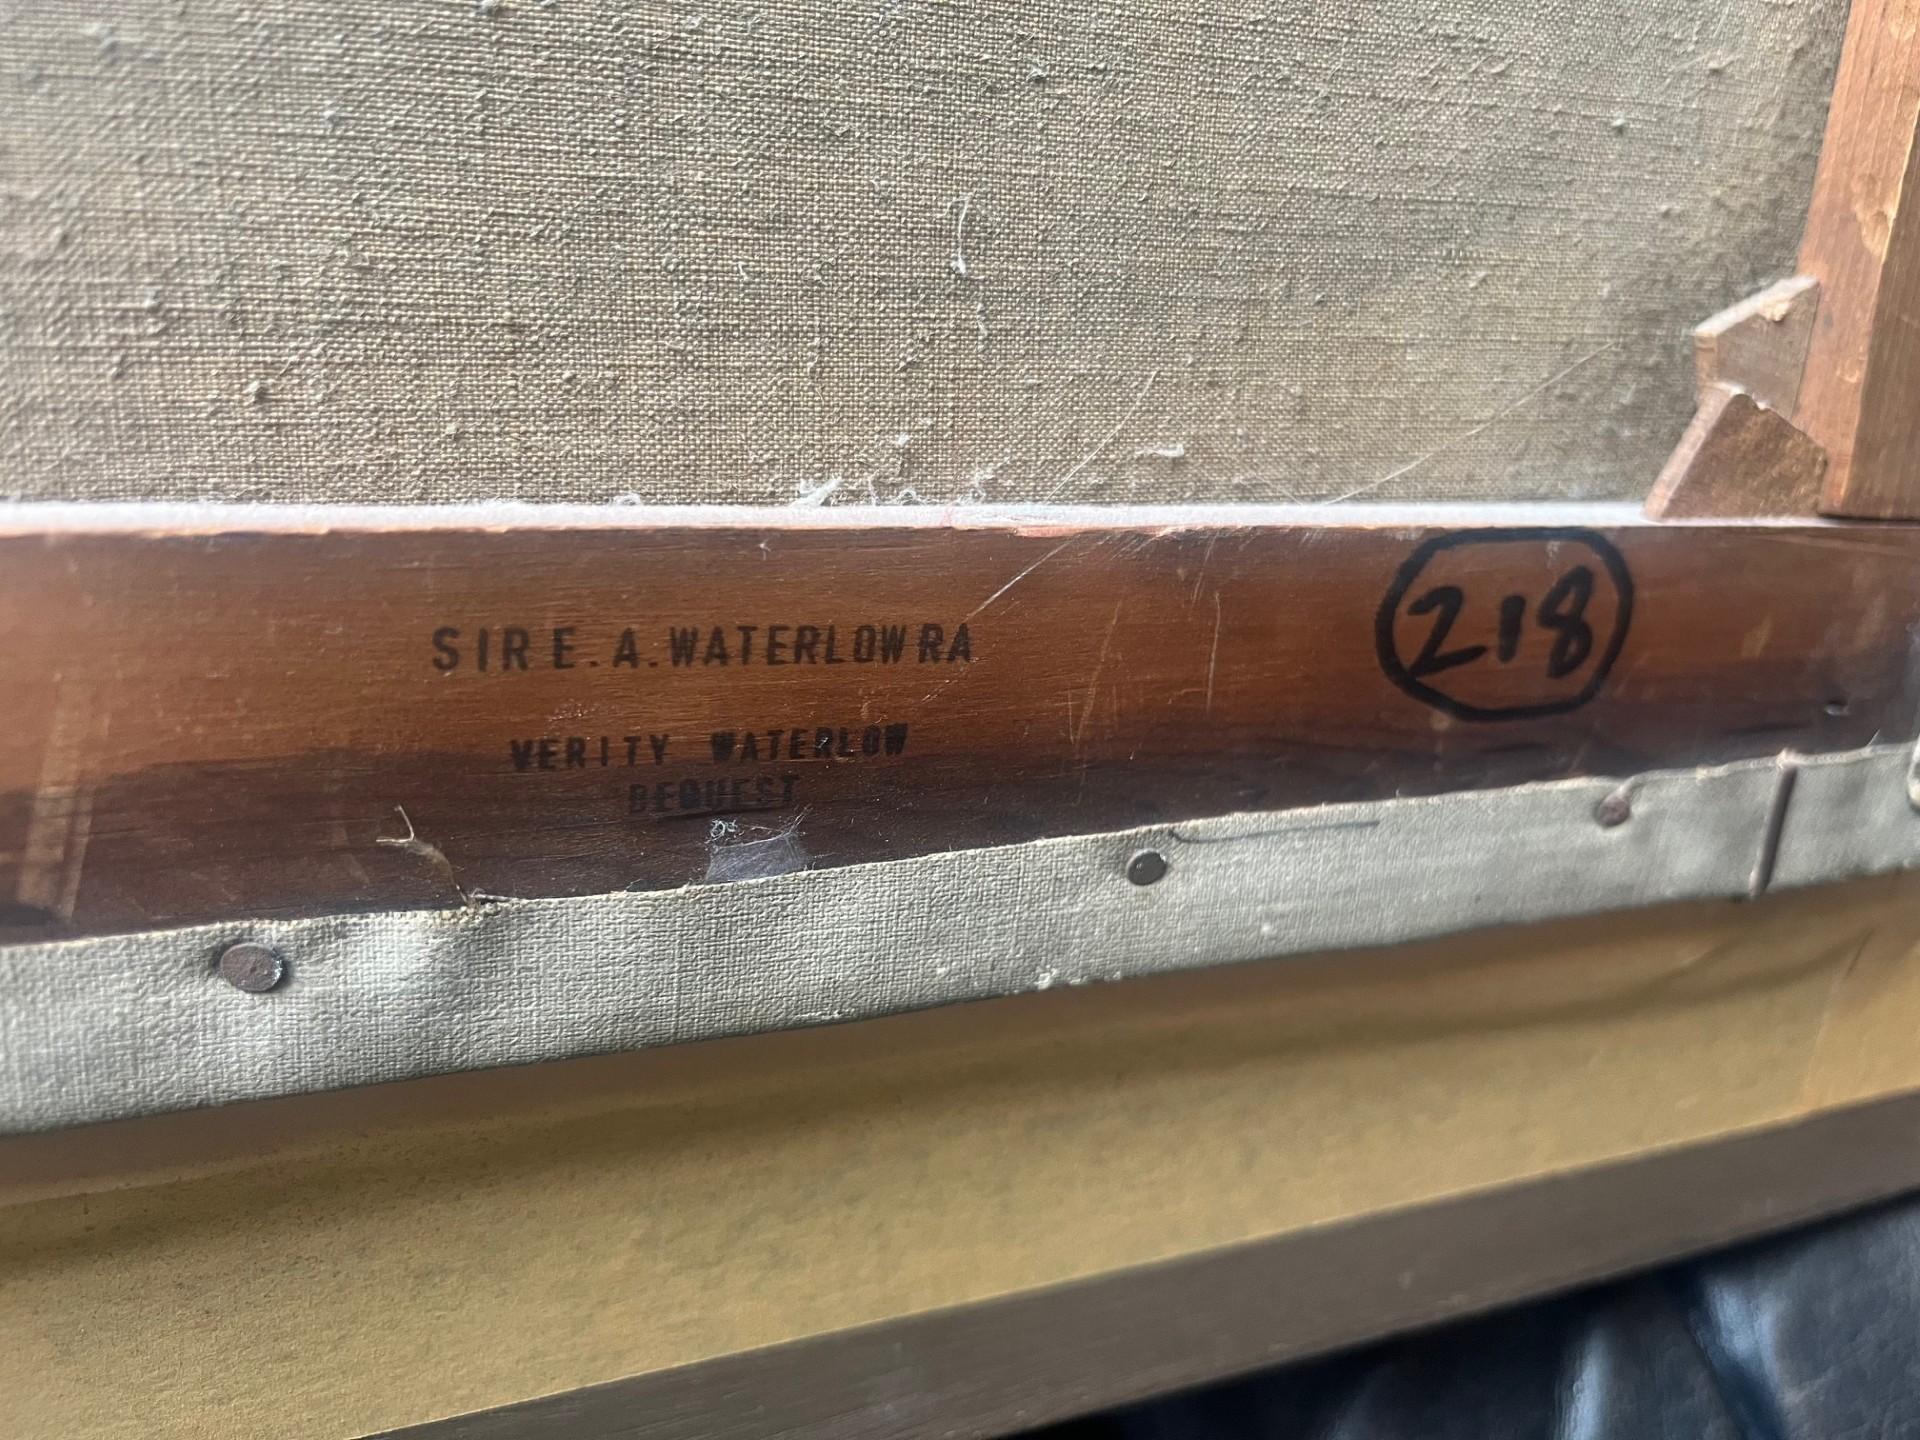 SIR E. A. WATERLOW RA
218
VERITY WATERLOW
BEQUEST